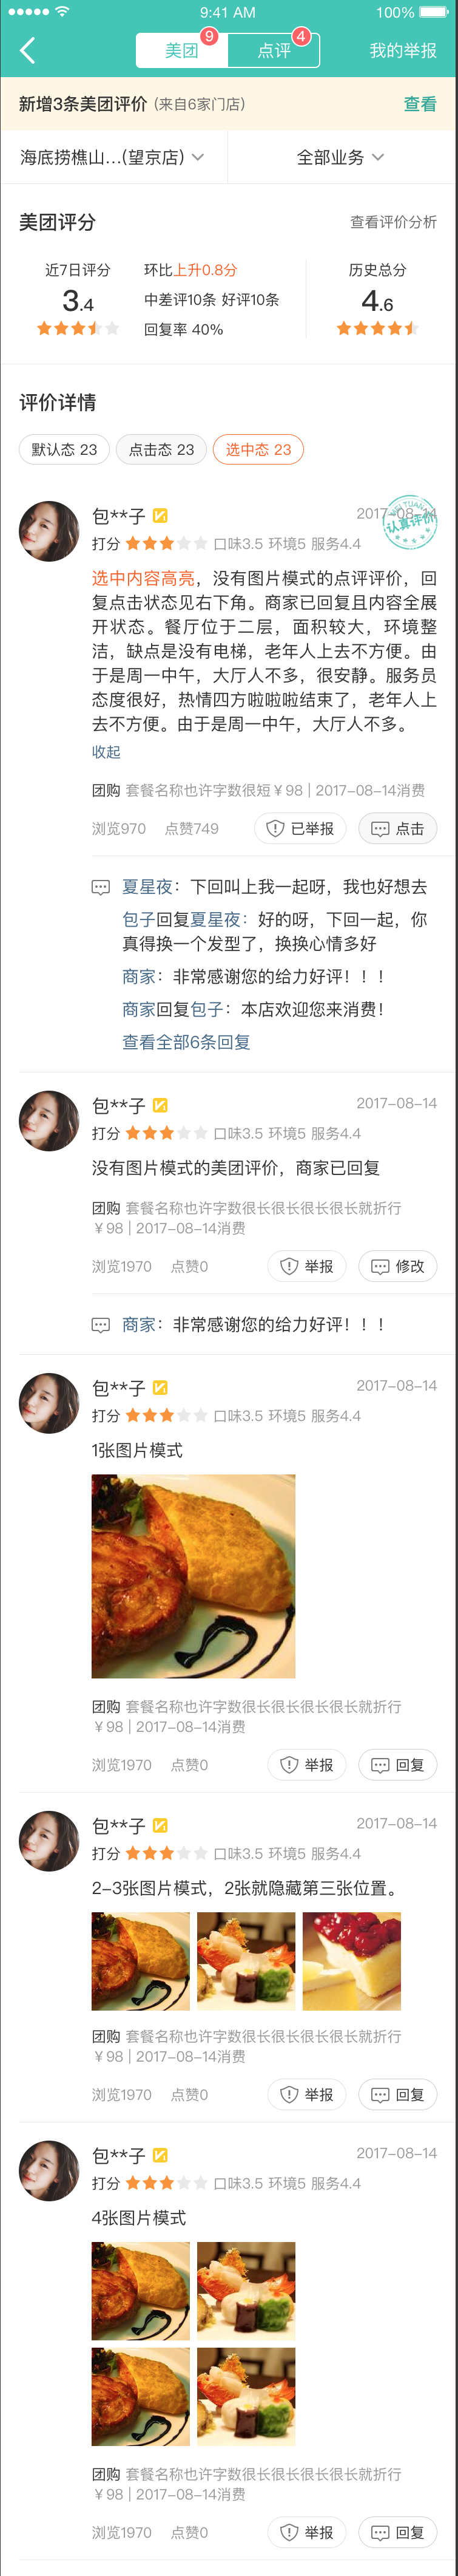 9:41 AM
100%
美团
9
点评
4
我的举报
新增3条美团评价 (来自6家门店)
查看
海底捞樵山...(望京店)
全部业务
美团评分
查看评价分析
近7日评分
3.4
环比上升0.8分
中差评10条 好评10条
回复率 40%
历史总分
4.6
评价详情
默认态 23
点击态 23
选中态 23
包**子
2017-08-14
MEI TUAN
认真评价
打分
口味3.5 环境5 服务4.4
选中内容高亮，没有图片模式的点评评价，回
复点击状态见右下角。商家已回复且内容全展
开状态。餐厅位于二层，面积较大，环境整
洁，缺点是没有电梯，老年人上去不方便。由
于是周一中午，大厅人不多，很安静。服务员
态度很好，热情四方啦啦啦结束了，老年人上
去不方便。由于是周一中午，大厅人不多。
收起
团购 套餐名称也许字数很短￥98 | 2017-08-14消费
浏览970
点赞749
已举报
点击
夏星夜：下回叫上我一起呀，我也好想去
包子回复夏星夜：好的呀，下回一起，你
真得换一个发型了，换换心情多好
商家：非常感谢您的给力好评！！！
商家回复包子：本店欢迎您来消费！
查看全部6条回复
包**子
2017-08-14
打分
口味3.5 环境5 服务4.4
没有图片模式的美团评价，商家已回复
团购 套餐名称也许字数很长很长很长很长就折行
￥98 | 2017-08-14消费
浏览1970
点赞0
举报
修改
商家：非常感谢您的给力好评！！！
包**子
2017-08-14
打分
口味3.5 环境5 服务4.4
1张图片模式
团购 套餐名称也许字数很长很长很长很长就折行
￥98 | 2017-08-14消费
浏览1970
点赞0
举报
回复
包**子
2017-08-14
打分
口味3.5 环境5 服务4.4
2-3张图片模式，2张就隐藏第三张位置。
团购 套餐名称也许字数很长很长很长很长就折行
￥98 | 2017-08-14消费
浏览1970
点赞0
举报
回复
包**子
2017-08-14
打分
口味3.5 环境5 服务4.4
4张图片模式
团购 套餐名称也许字数很长很长很长很长就折行
￥98 | 2017-08-14消费
浏览1970
点赞0
举报
回复